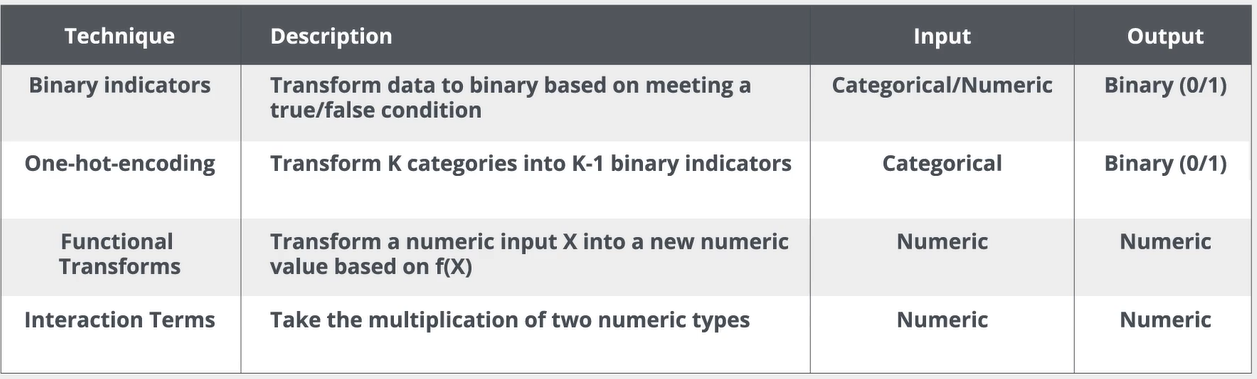 Technique Description Input Output
Binary indicators Transform data to binary based on meeting a Categorical/Numeric Binary (0/1)
true/false condition
One-hot-encoding Transform K categories into K-1 binary indicators Categorical Binary (0/1)
Functional Transform a numeric input X into a new numeric Numeric Numeric
Transforms value based on f(X)
Interaction Terms Take the multiplication of two numeric types Numeric Numeric